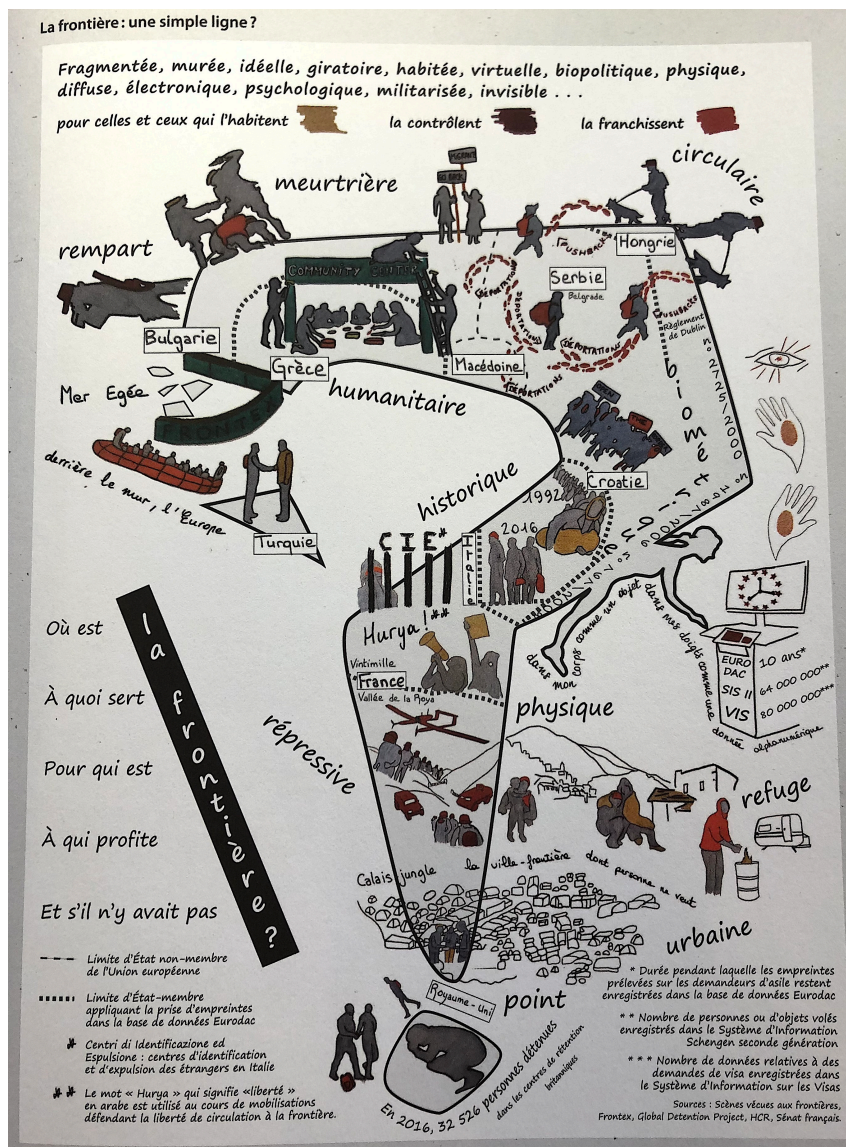 La frontière : une simple ligne ?
Fragmentée, murée, idéelle, giratoire, habitée, virtuelle, biopolitique, physique,
diffuse, électronique, psychologique, militarisée, invisible . . .
pour celles et ceux qui l'habitent
la contrôlent
la franchissent
meurtrière
MIGRANT
GO BACK
circulaire
rempart
COMMUNITY CENTER
PUSHBACKS
Hongrie
DÉPORTATIONS
Serbie
Belgrade
DÉPORTATIONS
DÉPORTATIONS
DÉPORTATIONS
PUSHBACKS
Règlement
de Dublin
n° 2725/2000
Bulgarie
Grèce
Macédoine
Mer Egée
FRONTEX
humanitaire
biométrique
OPEN
THE
derrière le mur, l'Europe
Turquie
historique
1992
Croatie
2016
C I E*
Italie
Hurya !**
Vintimille
France
Vallée de la Roya
dans mon corps comme un objet
dans mes doigts comme une donnée alphanumérique
EURO
DAC
10 ans*
SIS II
64 000 000**
VIS
80 000 000***
Où est
À quoi sert
Pour qui est
À qui profite
Et s'il n'y avait pas
la frontière ?
répressive
physique
refuge
Calais jungle
la ville-frontière dont personne ne veut
urbaine
point
Royaume-Uni
En 2016, 32 526 personnes détenues
dans les centres de rétention
britanniques
Limite d'État non-membre
de l'Union européenne
Limite d'État-membre
appliquant la prise d'empreintes
dans la base de données Eurodac
* Centri di Identificazione ed
Espulsione : centres d'identification
et d'expulsion des étrangers en Italie
* * Le mot « Hurya » qui signifie «liberté »
en arabe est utilisé au cours de mobilisations
défendant la liberté de circulation à la frontière.
* Durée pendant laquelle les empreintes
prélevées sur les demandeurs d'asile restent
enregistrées dans la base de données Eurodac
* * Nombre de personnes ou d'objets volés
enregistrés dans le Système d'Information
Schengen seconde génération
* * * Nombre de données relatives à des
demandes de visa enregistrées dans
le Système d'Information sur les Visas
Sources : Scènes vécues aux frontières,
Frontex, Global Detention Project, HCR, Sénat français.